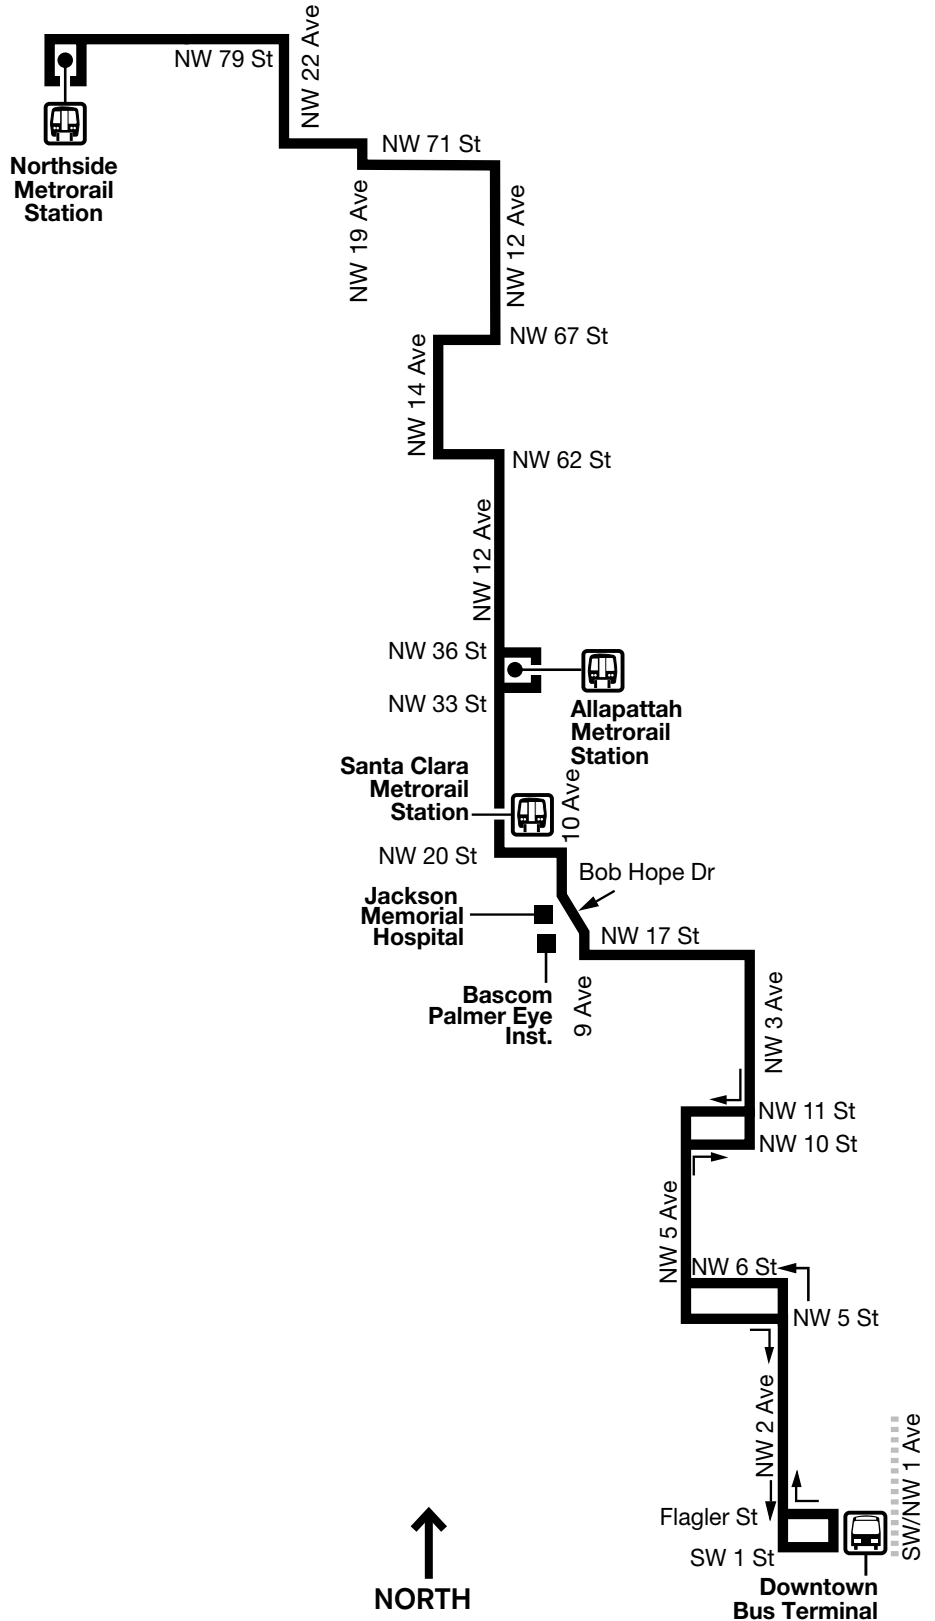 NW 22 Ave
NW 79 St
Northside
Metrorail
Station
NW 71 St
NW 19 Ave
NW 12 Ave
NW 67 St
NW 14 Ave
NW 62 St
NW 12 Ave
NW 36 St
NW 33 St
Allapattah
Metrorail
Station
Santa Clara
Metrorail
Station
10 Ave
NW 20 St
Bob Hope Dr
Jackson
Memorial
Hospital
NW 17 St
Bascom
Palmer Eye
Inst.
9 Ave
NW 3 Ave
NW 11 St
NW 10 St
NW 5 Ave
NW 6 St
NW 5 St
NW 2 Ave
SW/NW 1 Ave
Flagler St
SW 1 St
Downtown
Bus Terminal
NORTH